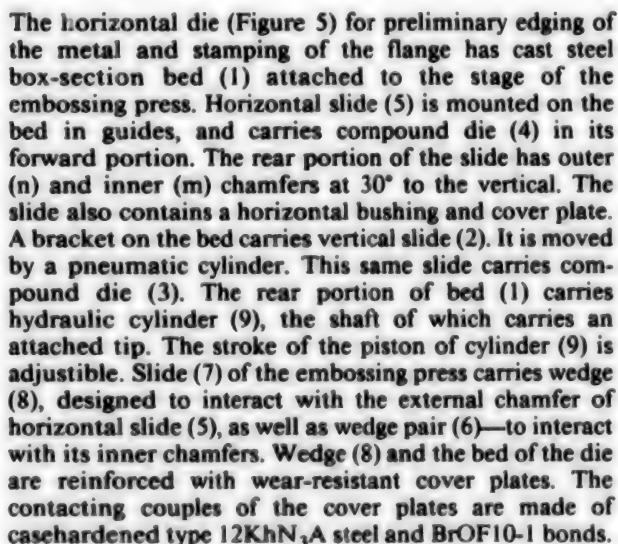 The horizontal die (Figure 5) for preliminary edging of
the metal and stamping of the flange has cast steel
box-section bed (1) attached to the stage of the
embossing press. Horizontal slide (5) is mounted on the
bed in guides, and carries compound die (4) in its
forward portion. The rear portion of the slide has outer
(n) and inner (m) chamfers at 30° to the vertical. The
slide also contains a horizontal bushing and cover plate.
A bracket on the bed carries vertical slide (2). It is moved
by a pneumatic cylinder. This same slide carries com-
pound die (3). The rear portion of bed (1) carries
hydraulic cylinder (9), the shaft of which carries an
attached tip. The stroke of the piston of cylinder (9) is
adjustible. Slide (7) of the embossing press carries wedge
(8), designed to interact with the external chamfer of
horizontal slide (5), as well as wedge pair (6)—to interact
with its inner chamfers. Wedge (8) and the bed of the die
are reinforced with wear-resistant cover plates. The
contacting couples of the cover plates are made of
casehardened type 12KhN₃A steel and BrOF10-1 bonds.